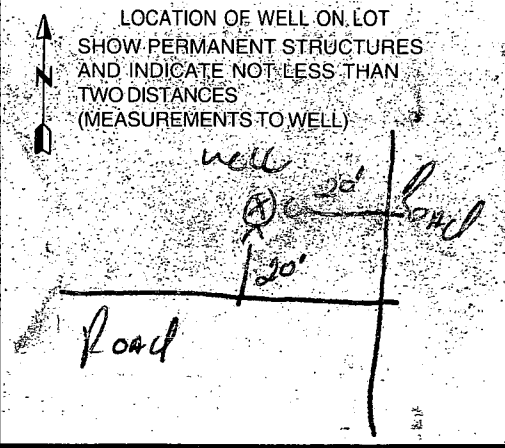 LOCATION OF WELL ON LOT
SHOW PERMANENT STRUCTURES
AND INDICATE NOT LESS THAN
TWO DISTANCES
(MEASUREMENTS TO WELL)
N
well
20'
Road
20'
Road